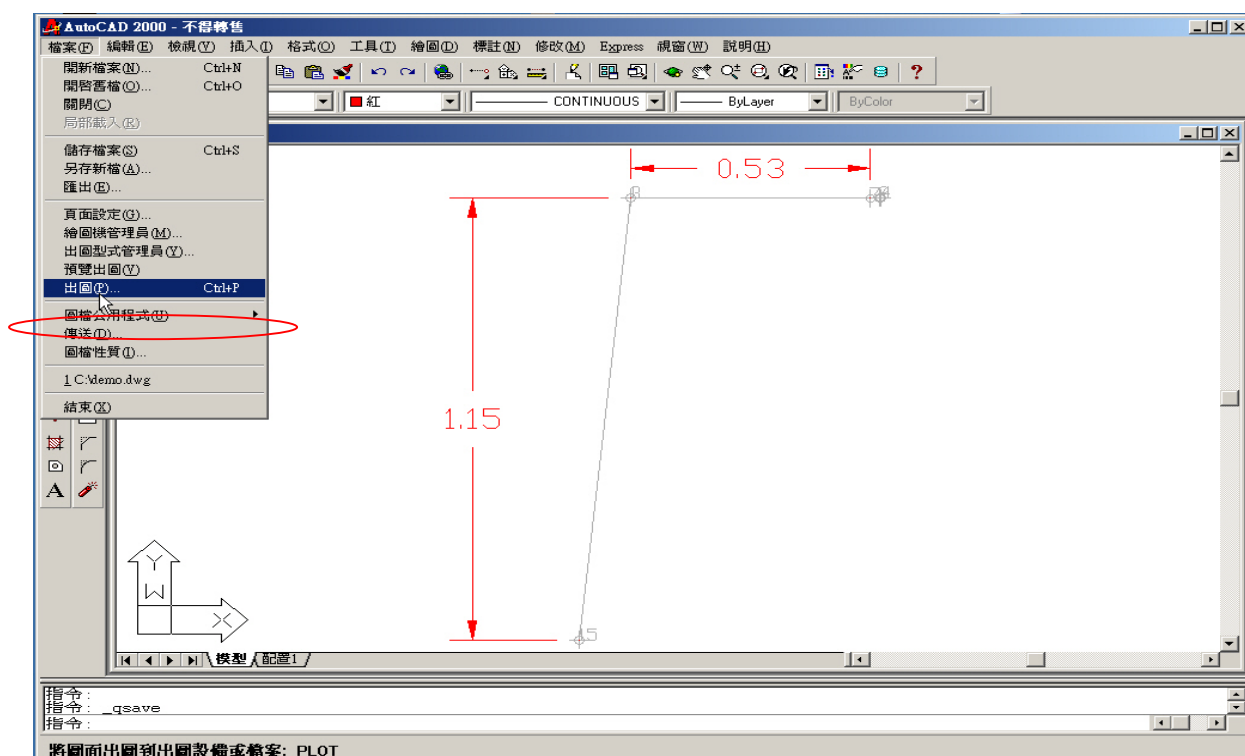 AutoCAD 2000 - 不得轉售
檔案(F) 編輯(E) 檢視(V) 插入(I) 格式(O) 工具(T) 繪圖(D) 標註(N) 修改(M) Express 視窗(W) 說明(H)
開新檔案(N)... Ctrl+N
開啓舊檔(O)... Ctrl+O
關閉(C)
局部載入(R)
儲存檔案(S) Ctrl+S
另存新檔(A)...
匯出(E)...
頁面設定(G)...
繪圖機管理員(M)...
出圖型式管理員(Y)...
預覽出圖(V)
出圖(P)... Ctrl+P
圖檔公用程式(U)
傳送(D)...
圖檔性質(I)...
1 C:\demo.dwg
結束(X)
紅 CONTINUOUS ByLayer ByColor
0.53
1.15
A
Y
W
X
模型 配置1
指令:
指令: _qsave
指令:
將圖面出圖到出圖設備或檔案: PLOT